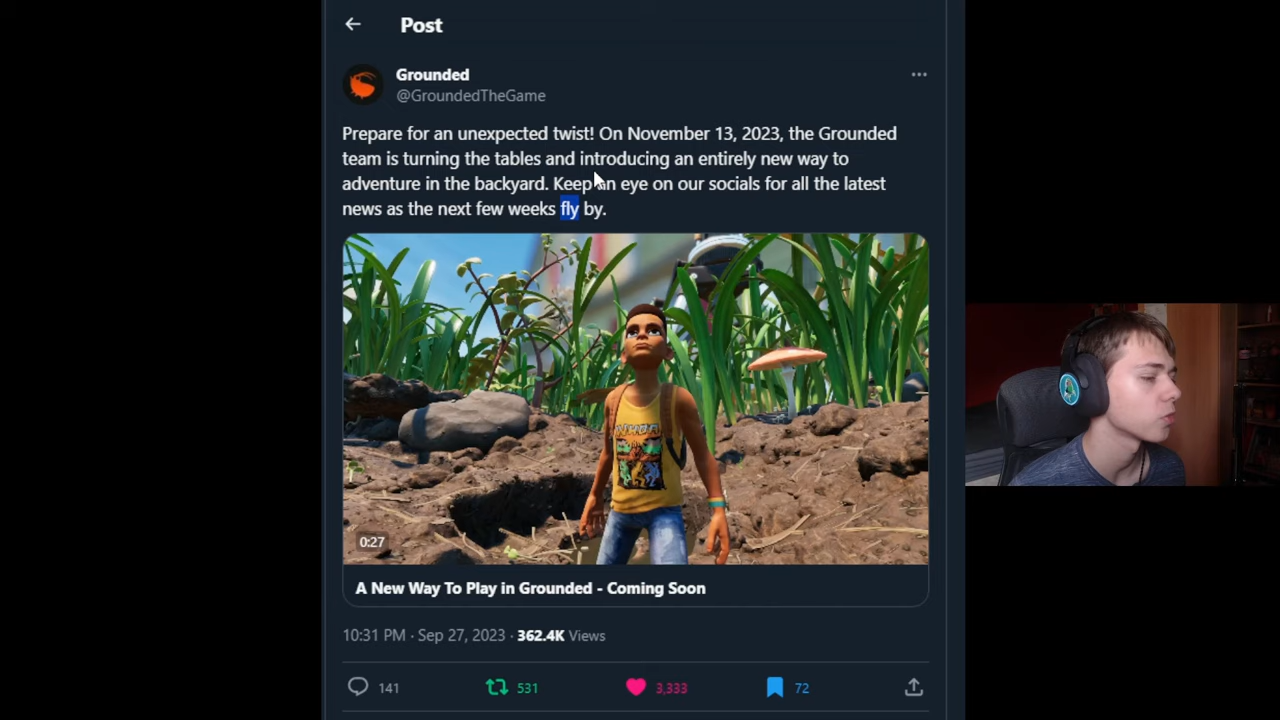 Post
Grounded
@GroundedTheGame
Prepare for an unexpected twist! On November 13, 2023, the Grounded
team is turning the tables and introducing an entirely new way to
adventure in the backyard. Keep an eye on our socials for all the latest
news as the next few weeks fly by.
0:27
A New Way To Play in Grounded - Coming Soon
10:31 PM · Sep 27, 2023 · 362.4K Views
141 531 3,333 72